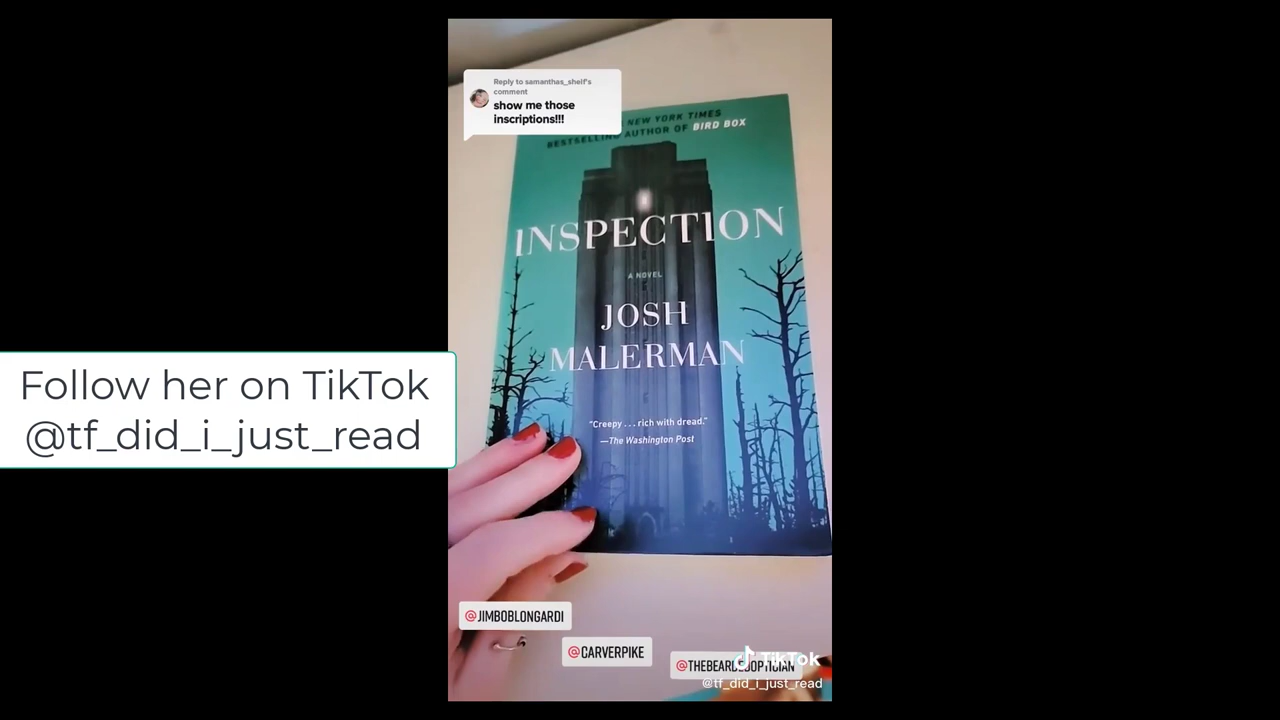 Reply to samanthas_shelf's
comment
show me those
inscriptions!!!
NEW YORK TIMES
BESTSELLING AUTHOR OF BIRD BOX
INSPECTION
A NOVEL
JOSH
MALERMAN
“Creepy . . . rich with dread.”
—The Washington Post
Follow her on TikTok
@tf_did_i_just_read
@JIMBOBLONGARDI
@CARVERPIKE
@THEBEARDEDOPTICIAN
TikTok
@tf_did_i_just_read